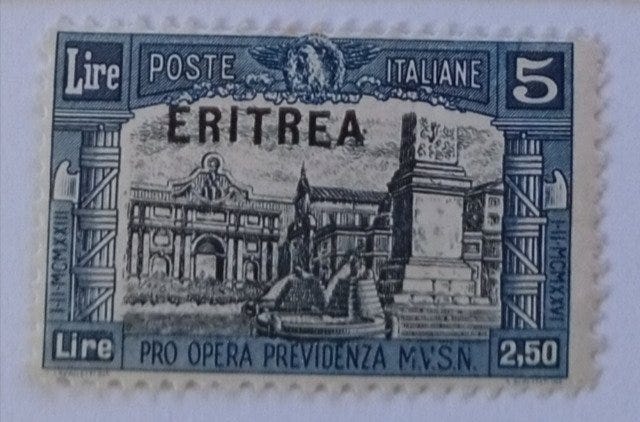 Lire POSTE ITALIANE 5
ERITREA
I-II-MCMXXIII
I-II-MCMXXVI
Lire PRO OPERA PREVIDENZA M.V.S.N. 2,50